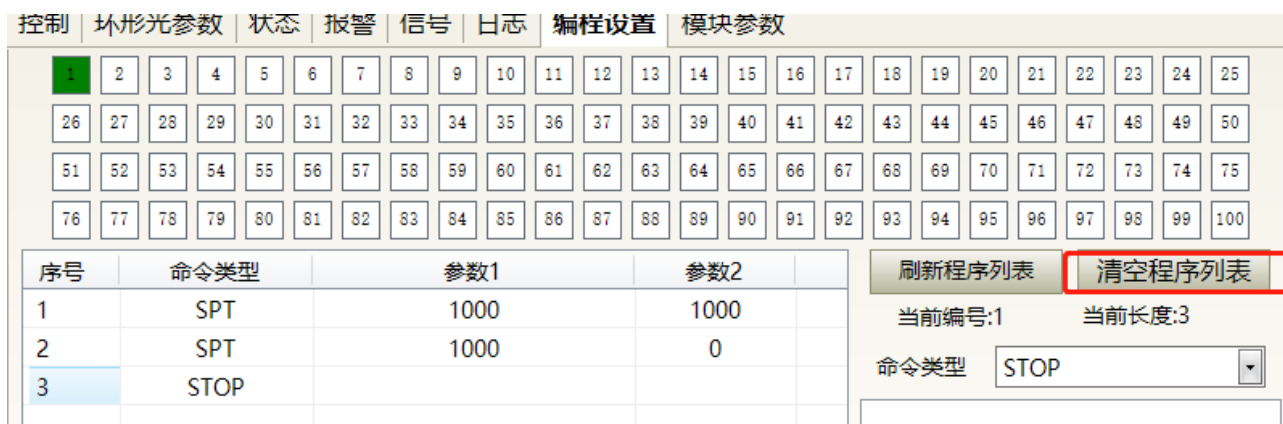 控制 环形光参数 状态 报警 信号 日志 编程设置 模块参数
1 2 3 4 5 6 7 8 9 10 11 12 13 14 15 16 17 18 19 20 21 22 23 24 25
26 27 28 29 30 31 32 33 34 35 36 37 38 39 40 41 42 43 44 45 46 47 48 49 50
51 52 53 54 55 56 57 58 59 60 61 62 63 64 65 66 67 68 69 70 71 72 73 74 75
76 77 78 79 80 81 82 83 84 85 86 87 88 89 90 91 92 93 94 95 96 97 98 99 100
序号 命令类型 参数1 参数2 刷新程序列表 清空程序列表
1 SPT 1000 1000 当前编号:1 当前长度:3
2 SPT 1000 0
命令类型 STOP
3 STOP